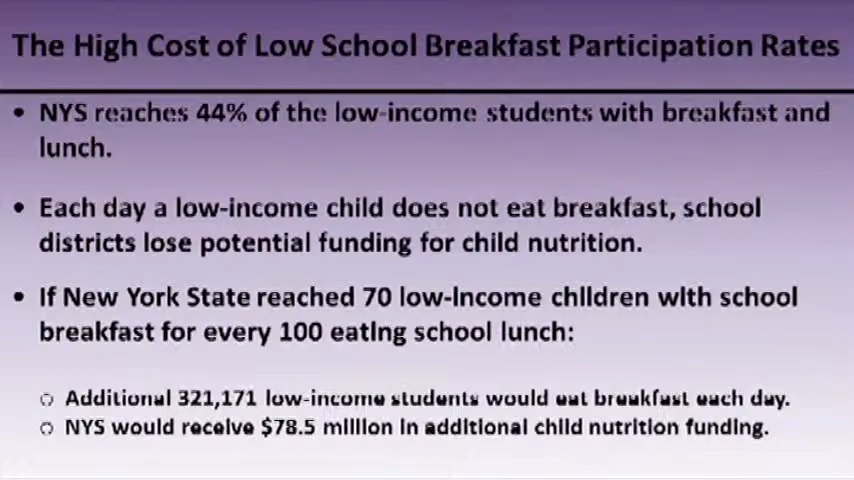 The High Cost of Low School Breakfast Participation Rates
• NYS reaches 44% of the low-income students with breakfast and
lunch.
• Each day a low-income child does not eat breakfast, school
districts lose potential funding for child nutrition.
• If New York State reached 70 low-income children with school
breakfast for every 100 eating school lunch:
○ Additional 321,171 low-income students would eat breakfast each day.
○ NYS would receive $78.5 million in additional child nutrition funding.